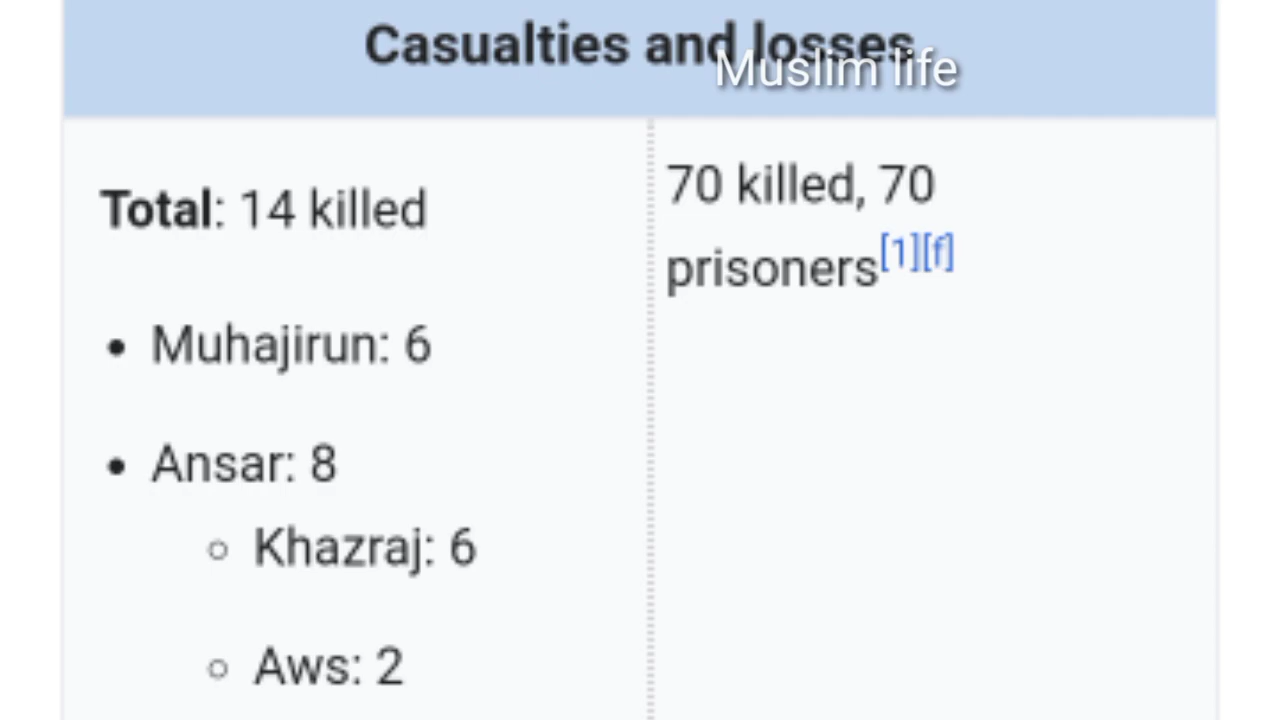 Casualties and losses
Muslim life
Total: 14 killed
• Muhajirun: 6
• Ansar: 8
○ Khazraj: 6
○ Aws: 2
70 killed, 70
prisoners[1][f]